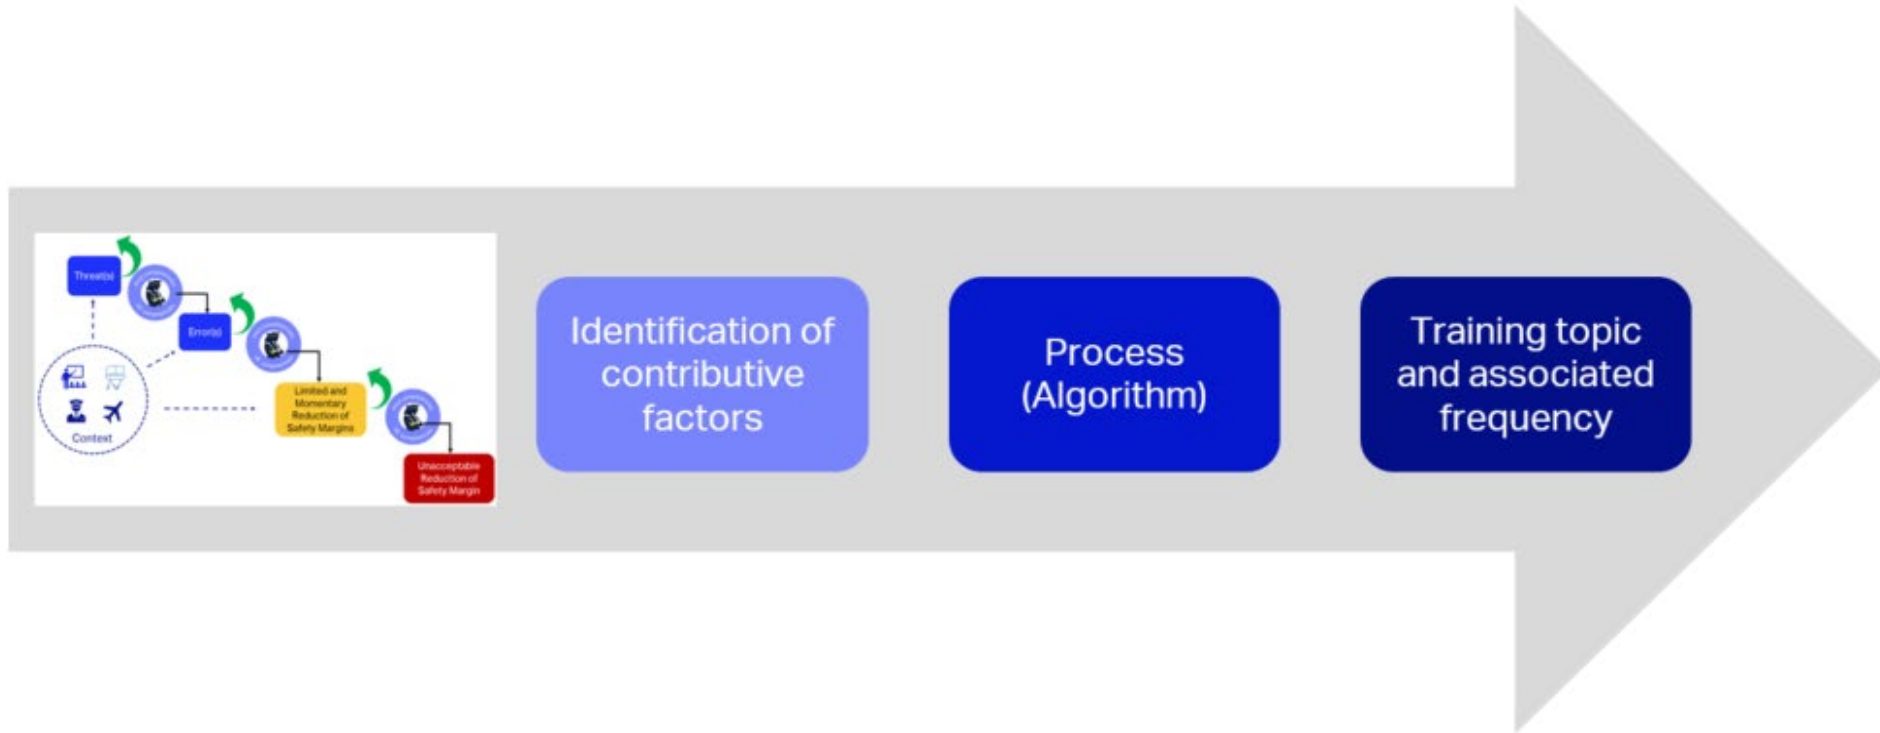 Threat(s)
Error(s)
Context
Limited and
Momentary
Reduction of
Safety Margins
Unacceptable
Reduction of
Safety Margin
Identification of
contributive
factors
Process
(Algorithm)
Training topic
and associated
frequency